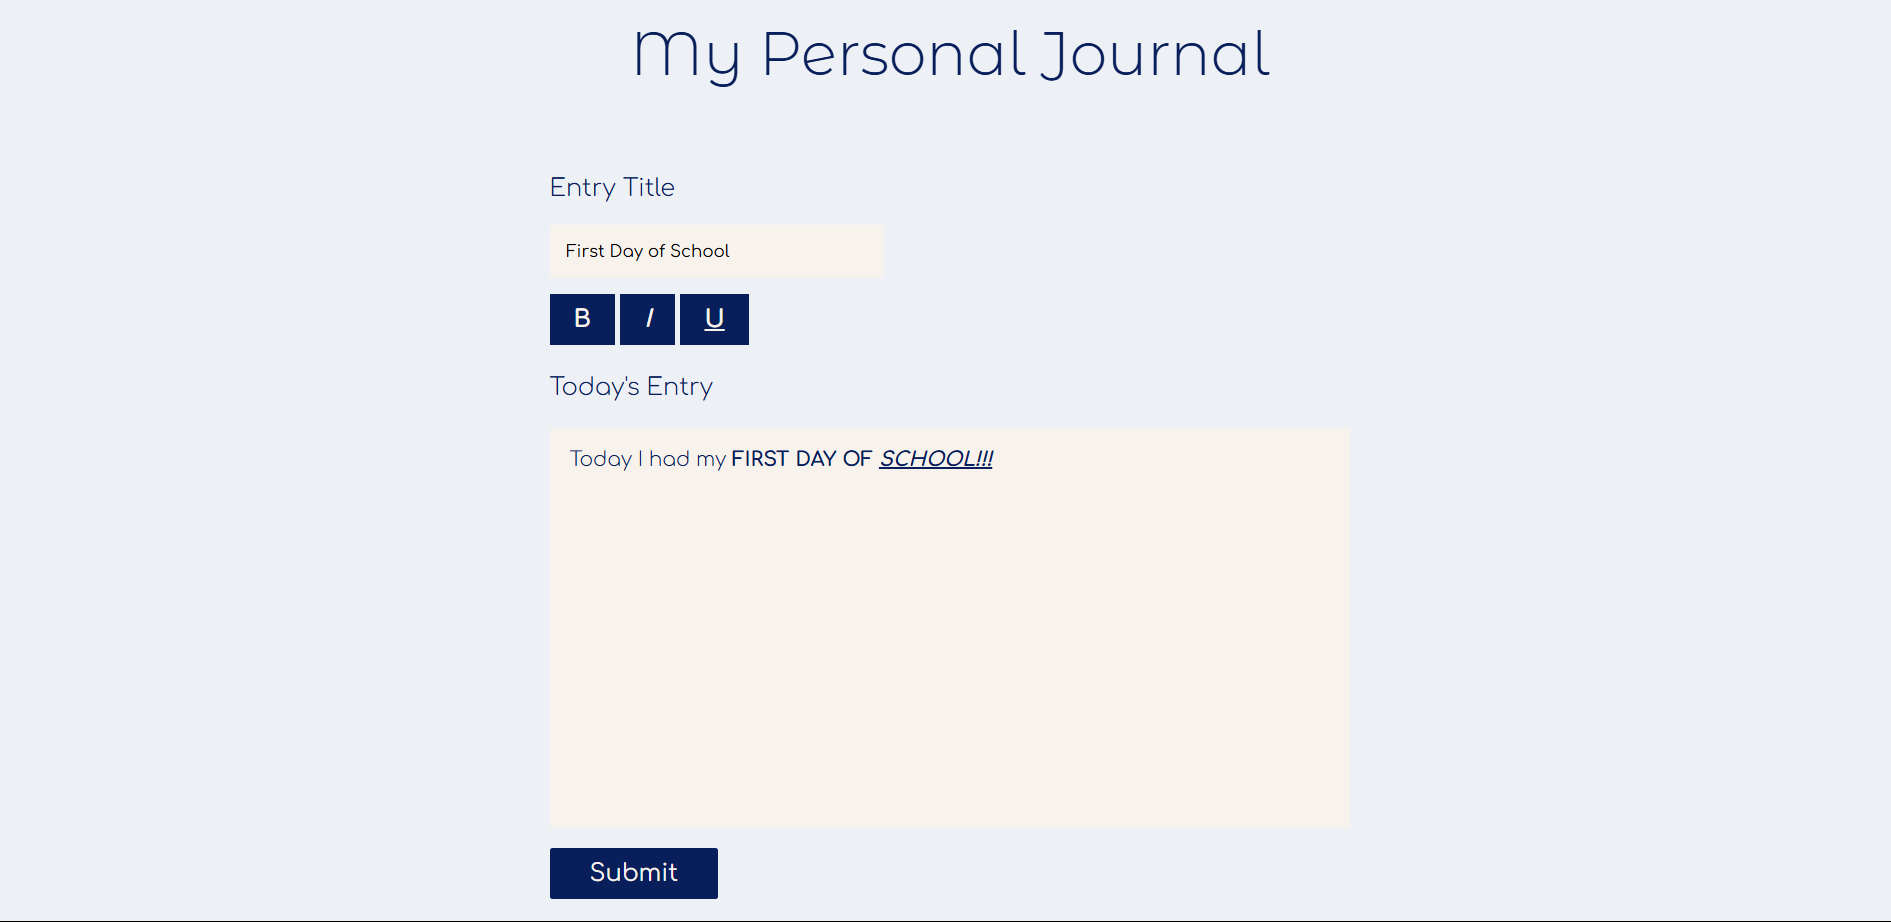 My Personal Journal
Entry Title
First Day of School
B I U
Today's Entry
Today I had my FIRST DAY OF SCHOOL!!!
Submit